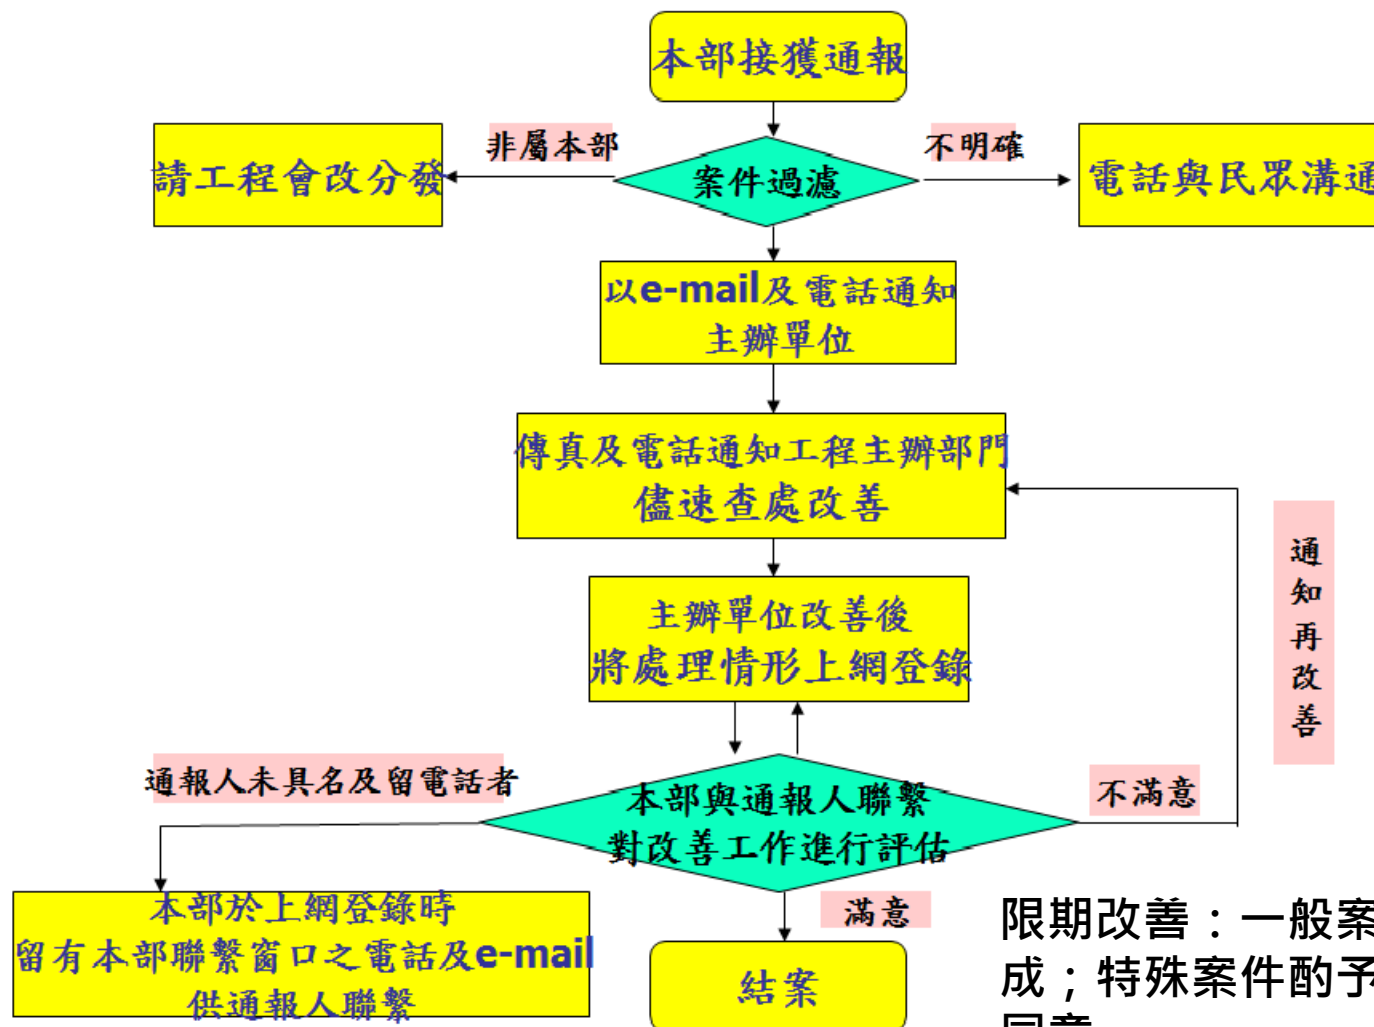 本部接獲通報
非屬本部
不明確
請工程會改分發
案件過濾
電話與民眾溝通
以e-mail及電話通知
主辦單位
傳真及電話通知工程主辦部門
儘速查處改善
通知再改善
主辦單位改善後
將處理情形上網登錄
通報人未具名及留電話者
本部與通報人聯繫
對改善工作進行評估
不滿意
本部於上網登錄時
留有本部聯繫窗口之電話及e-mail
供通報人聯繫
滿意
結案
限期改善：一般案
成；特殊案件酌予